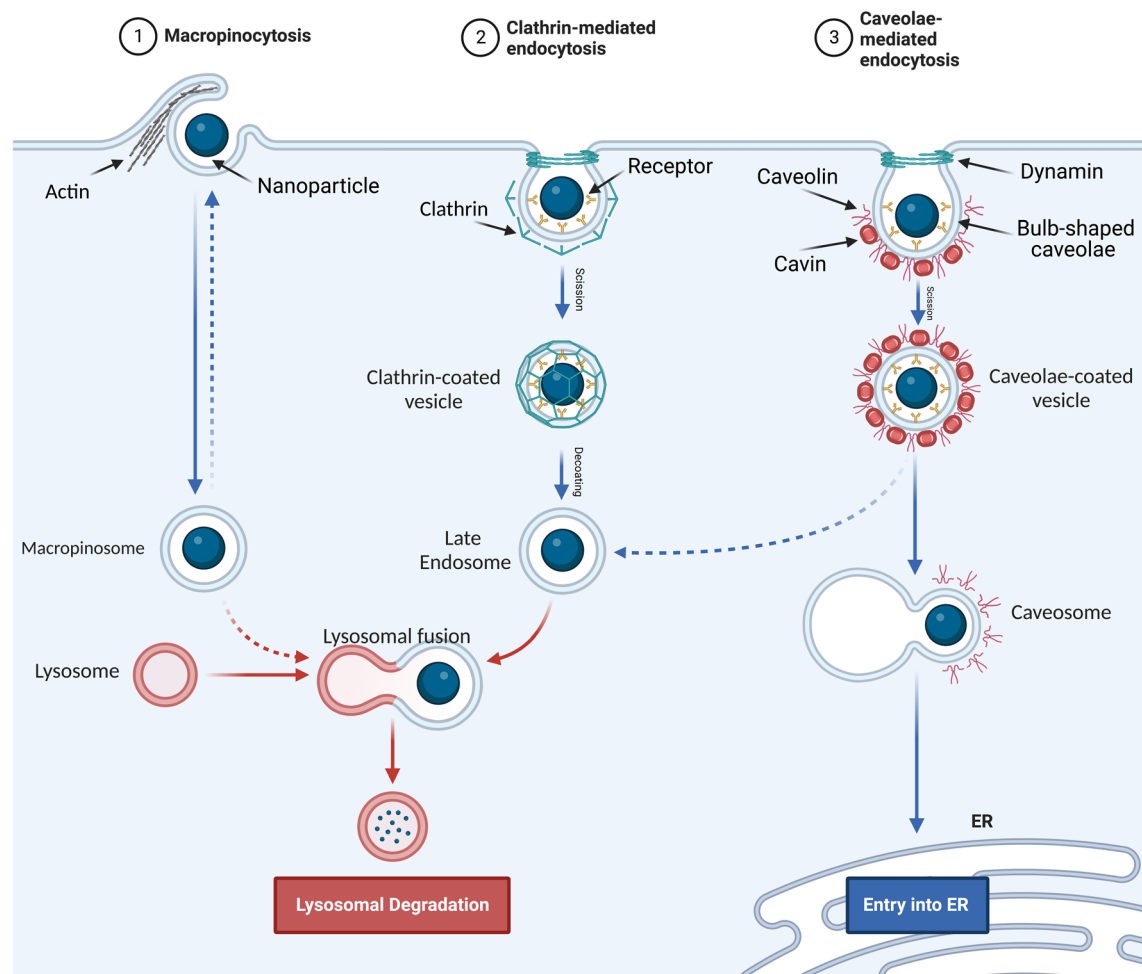 1 Macropinocytosis
2 Clathrin-mediated
endocytosis
3 Caveolae-
mediated
endocytosis
Actin
Nanoparticle
Clathrin
Receptor
Caveolin
Cavin
Dynamin
Bulb-shaped
caveolae
Scission
Scission
Clathrin-coated
vesicle
Caveolae-coated
vesicle
Decoating
Macropinosome
Late
Endosome
Caveosome
Lysosomal fusion
Lysosome
ER
Lysosomal Degradation
Entry into ER